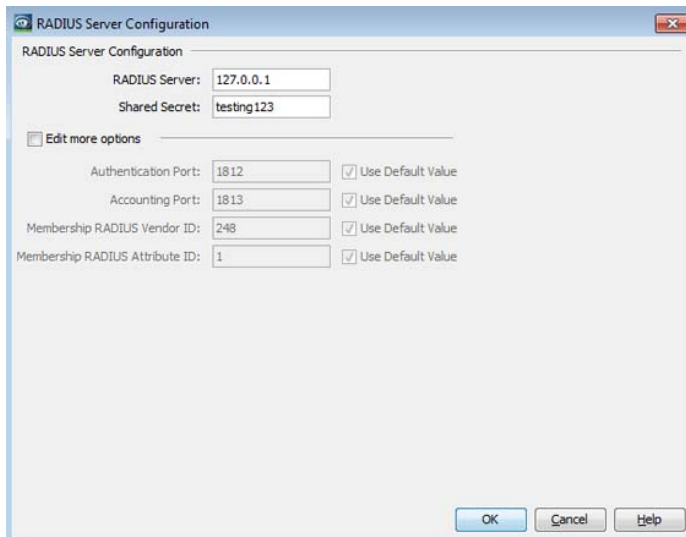 RADIUS Server Configuration
RADIUS Server Configuration
RADIUS Server: 127.0.0.1
Shared Secret: testing123
Edit more options
Authentication Port: 1812 Use Default Value
Accounting Port: 1813 Use Default Value
Membership RADIUS Vendor ID: 248 Use Default Value
Membership RADIUS Attribute ID: 1 Use Default Value
OK Cancel Help